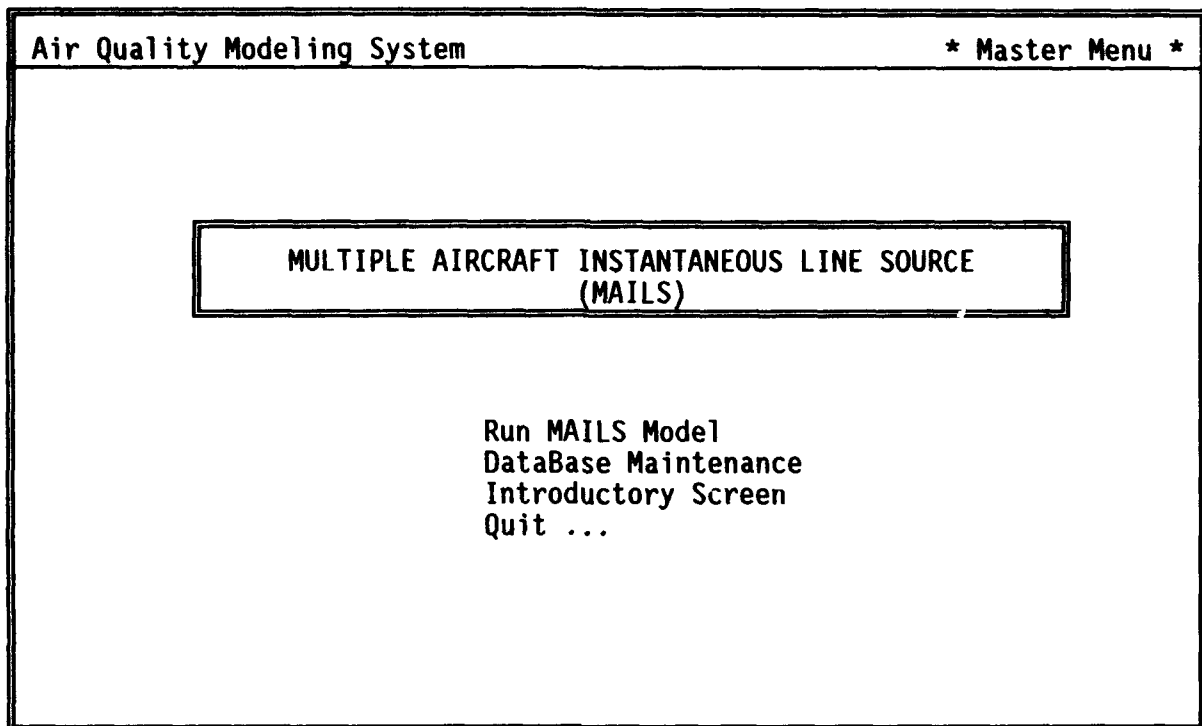 Air Quality Modeling System * Master Menu *
MULTIPLE AIRCRAFT INSTANTANEOUS LINE SOURCE
(MAILS)
Run MAILS Model
DataBase Maintenance
Introductory Screen
Quit ...